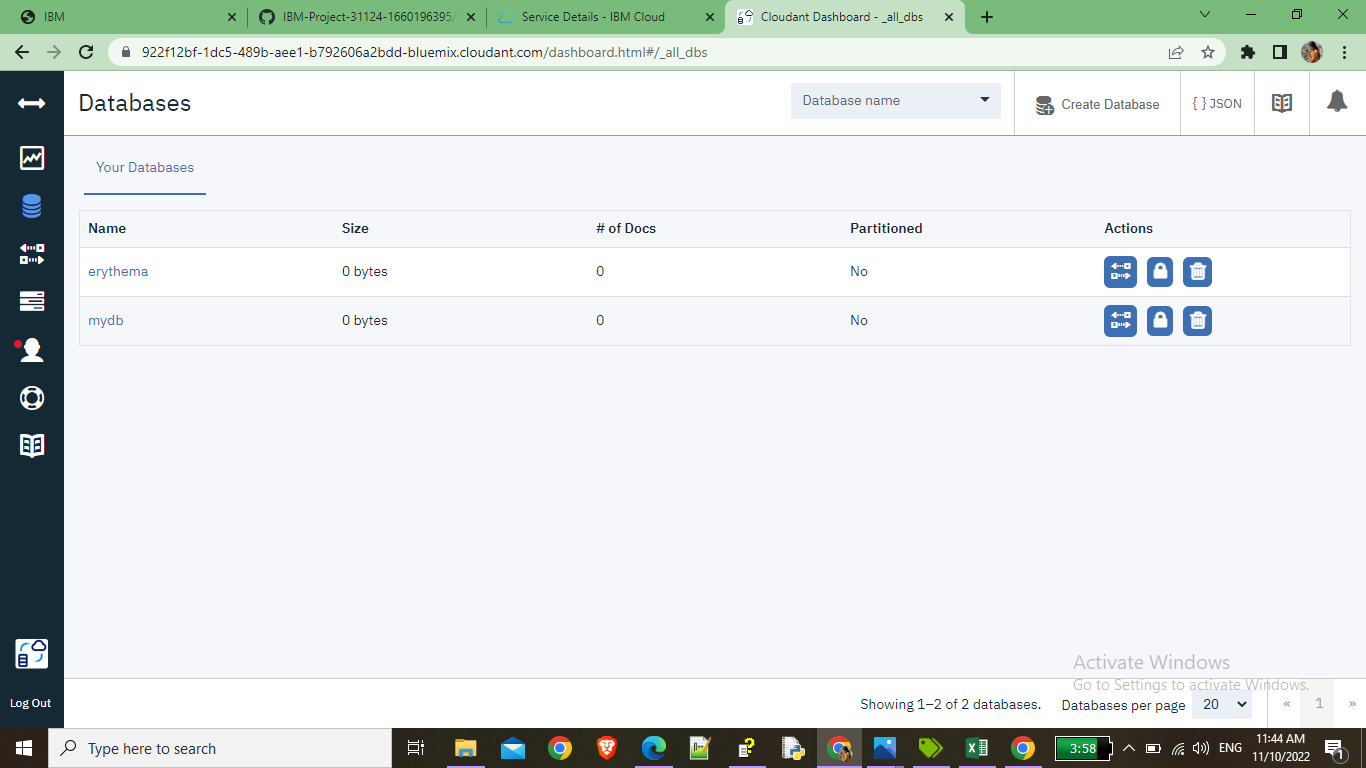 IBM
IBM-Project-31124-1660196395/
Service Details - IBM Cloud
Cloudant Dashboard - _all_dbs
922f12bf-1dc5-489b-aee1-b792606a2bdd-bluemix.cloudant.com/dashboard.html#/_all_dbs
Databases
Database name
Create Database
{ } JSON
Your Databases
Name Size # of Docs Partitioned Actions
erythema 0 bytes 0 No
mydb 0 bytes 0 No
Activate Windows
Go to Settings to activate Windows.
Log Out
Showing 1–2 of 2 databases.
Databases per page 20 « 1 »
Type here to search
3:58
ENG
11:44 AM
11/10/2022
1